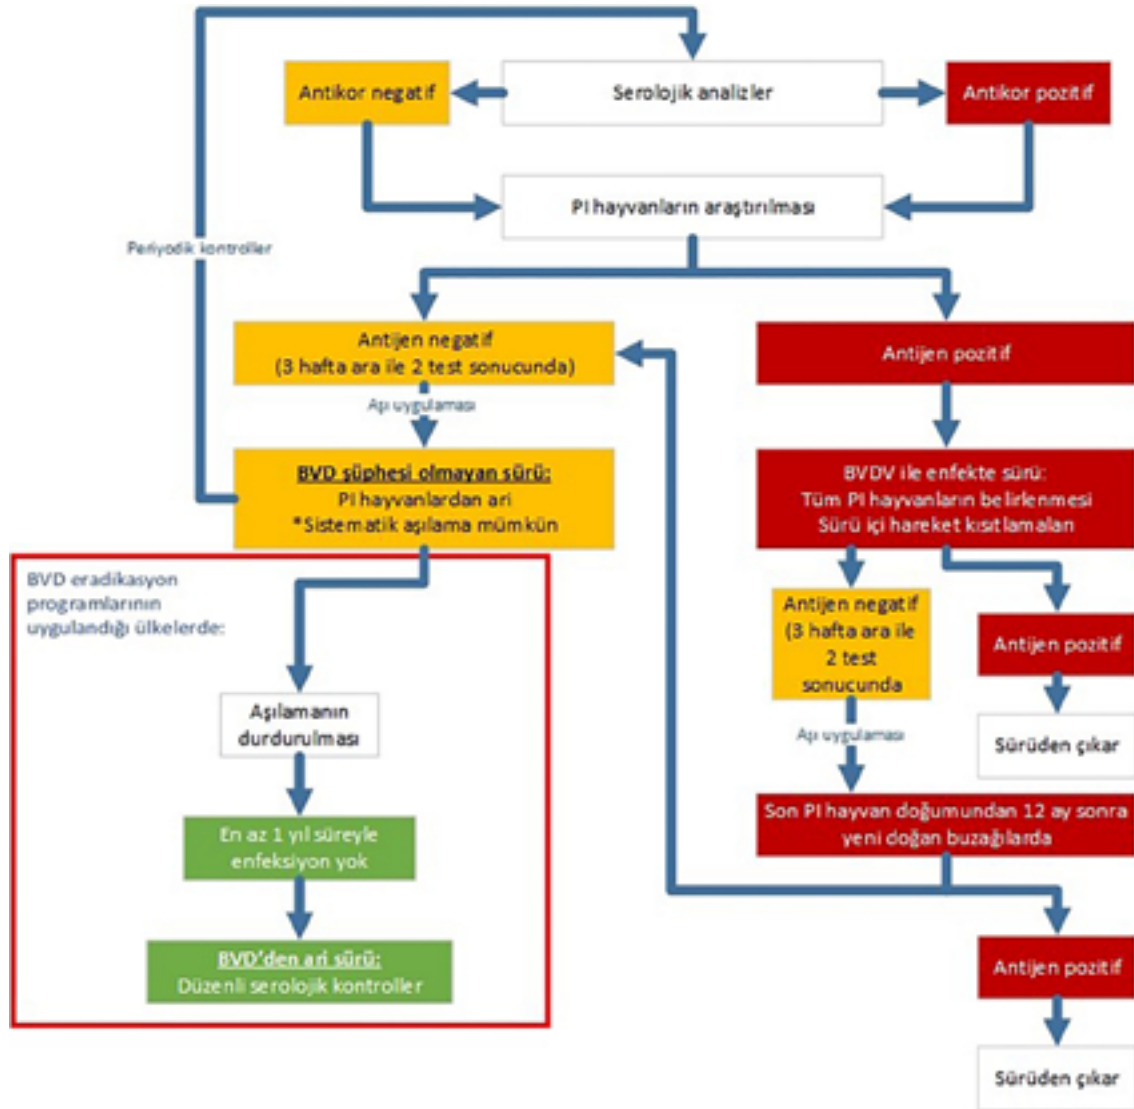 Antikor negatif
Serolojik analizler
Antikor pozitif
PI hayvanların araştırılması
Periyodik kontroller
Antijen negatif
(3 hafta ara ile 2 test sonucunda)
Antijen pozitif
Aşı uygulaması
BVD şüphesi olmayan sürü:
PI hayvanlardan ari
*Sistematik aşılama mümkün
BVDV ile enfekte sürü:
Tüm PI hayvanların belirlenmesi
Sürü içi hareket kısıtlamaları
BVD eradikasyon
programlarının
uygulandığı ülkelerde:
Antijen negatif
(3 hafta ara ile
2 test
sonucunda
Antijen pozitif
Aşılamanın
durdurulması
Aşı uygulaması
Sürüden çıkar
En az 1 yıl süreyle
enfeksiyon yok
Son PI hayvan doğumundan 12 ay sonra
yeni doğan buzağılarda
BVD'den ari sürü:
Düzenli serolojik kontroller
Antijen pozitif
Sürüden çıkar